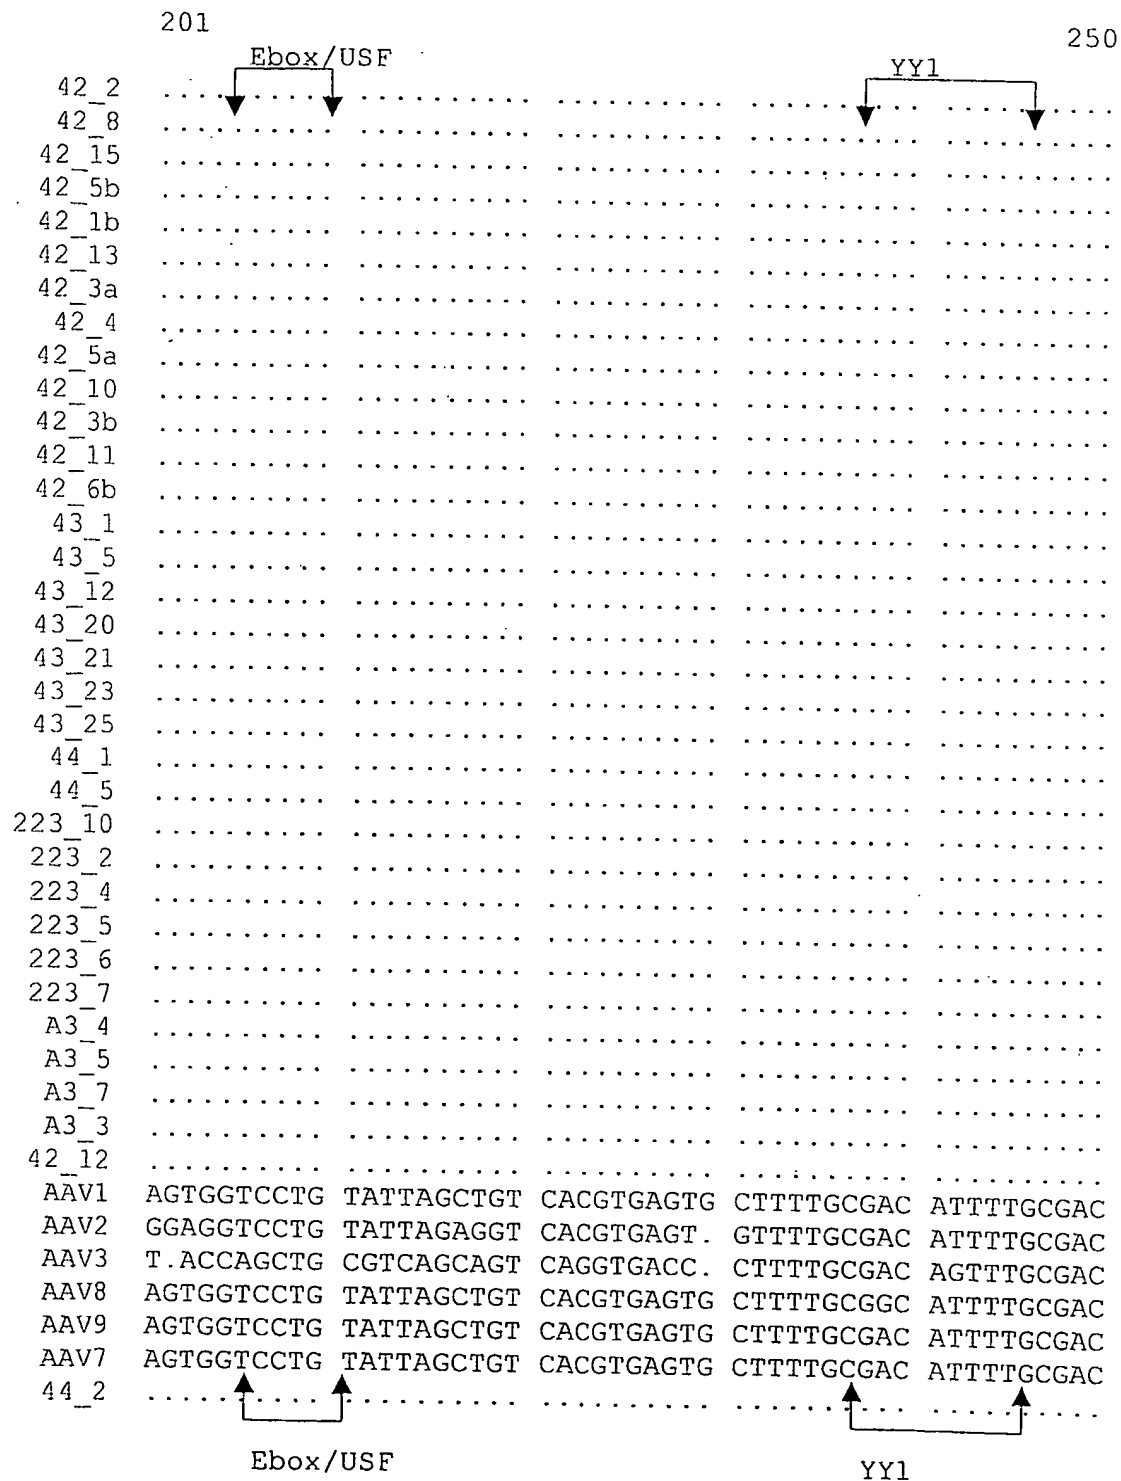 201 250
Ebox/USF YY1
42_2 .......... .......... .......... .......... ..........
42_8 .......... .......... .......... .......... ..........
42_15 .......... .......... .......... .......... ..........
42_5b .......... .......... .......... .......... ..........
42_1b .......... .......... .......... .......... ..........
42_13 .......... .......... .......... .......... ..........
42_3a .......... .......... .......... .......... ..........
42_4 .......... .......... .......... .......... ..........
42_5a .......... .......... .......... .......... ..........
42_10 .......... .......... .......... .......... ..........
42_3b .......... .......... .......... .......... ..........
42_11 .......... .......... .......... .......... ..........
42_6b .......... .......... .......... .......... ..........
43_1 .......... .......... .......... .......... ..........
43_5 .......... .......... .......... .......... ..........
43_12 .......... .......... .......... .......... ..........
43_20 .......... .......... .......... .......... ..........
43_21 .......... .......... .......... .......... ..........
43_23 .......... .......... .......... .......... ..........
43_25 .......... .......... .......... .......... ..........
44_1 .......... .......... .......... .......... ..........
44_5 .......... .......... .......... .......... ..........
223_10 .......... .......... .......... .......... ..........
223_2 .......... .......... .......... .......... ..........
223_4 .......... .......... .......... .......... ..........
223_5 .......... .......... .......... .......... ..........
223_6 .......... .......... .......... .......... ..........
223_7 .......... .......... .......... .......... ..........
A3_4 .......... .......... .......... .......... ..........
A3_5 .......... .......... .......... .......... ..........
A3_7 .......... .......... .......... .......... ..........
A3_3 .......... .......... .......... .......... ..........
42_12 .......... .......... .......... .......... ..........
AAV1 AGTGGTCCTG TATTAGCTGT CACGTGAGTG CTTTTGCGAC ATTTTGCGAC
AAV2 GGAGGTCCTG TATTAGAGGT CACGTGAGT. GTTTTGCGAC ATTTTGCGAC
AAV3 T.ACCAGCTG CGTCAGCAGT CAGGTGACC. CTTTTGCGAC AGTTTGCGAC
AAV8 AGTGGTCCTG TATTAGCTGT CACGTGAGTG CTTTTGCGGC ATTTTGCGAC
AAV9 AGTGGTCCTG TATTAGCTGT CACGTGAGTG CTTTTGCGAC ATTTTGCGAC
AAV7 AGTGGTCCTG TATTAGCTGT CACGTGAGTG CTTTTGCGAC ATTTTGCGAC
44_2 .......... .......... .......... .......... ..........
Ebox/USF YY1